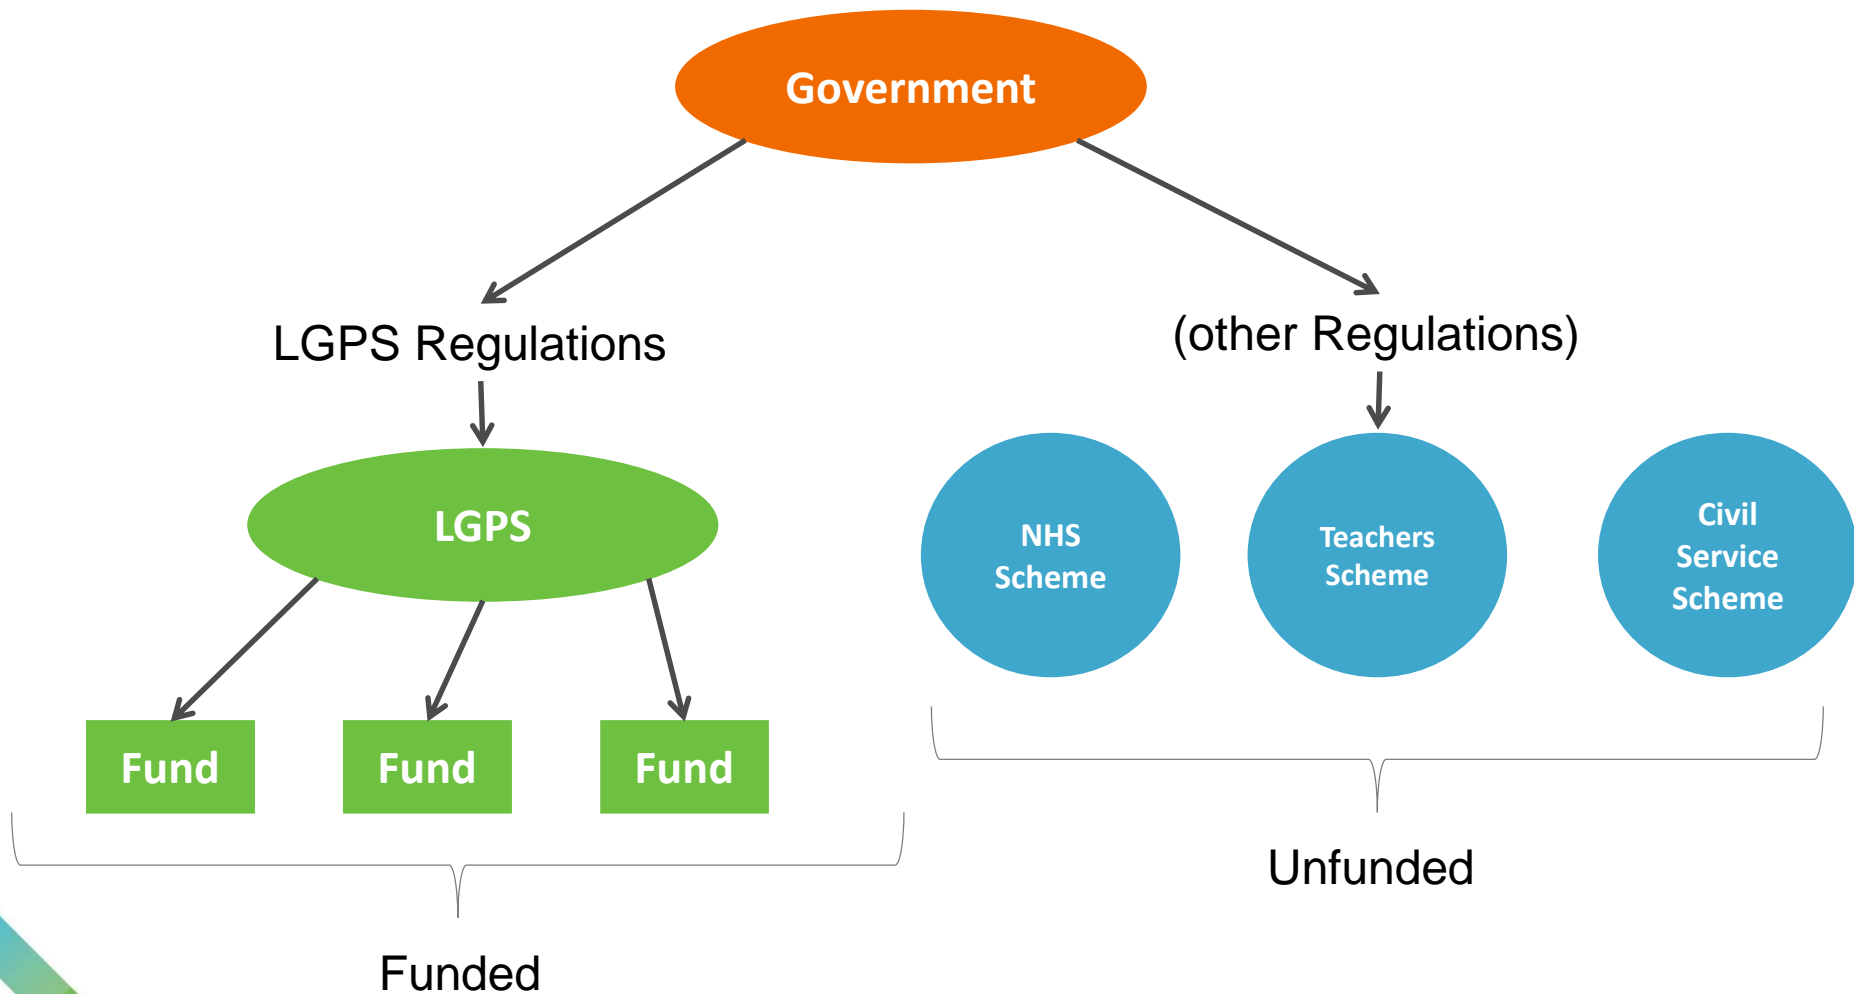 Government
LGPS Regulations
(other Regulations)
LGPS
NHS
Scheme
Teachers
Scheme
Civil
Service
Scheme
Fund
Fund
Fund
Unfunded
Funded